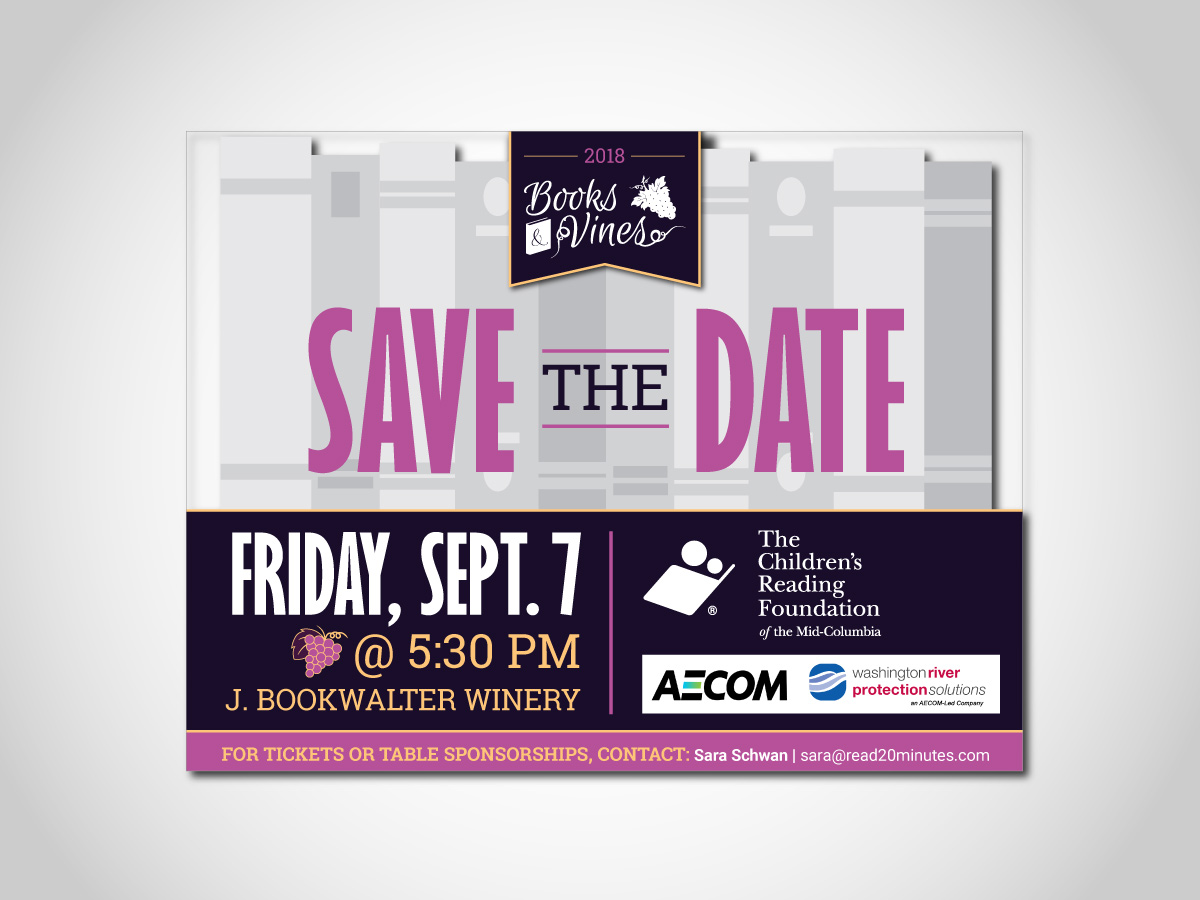 2018
Books
& Vines
SAVE THE DATE
FRIDAY, SEPT. 7
@ 5:30 PM
J. BOOKWALTER WINERY
The
Children's
Reading
Foundation
of the Mid-Columbia
®
AECOM
washington river
protection solutions
an AECOM-Led Company
FOR TICKETS OR TABLE SPONSORSHIPS, CONTACT: Sara Schwan | sara@read20minutes.com